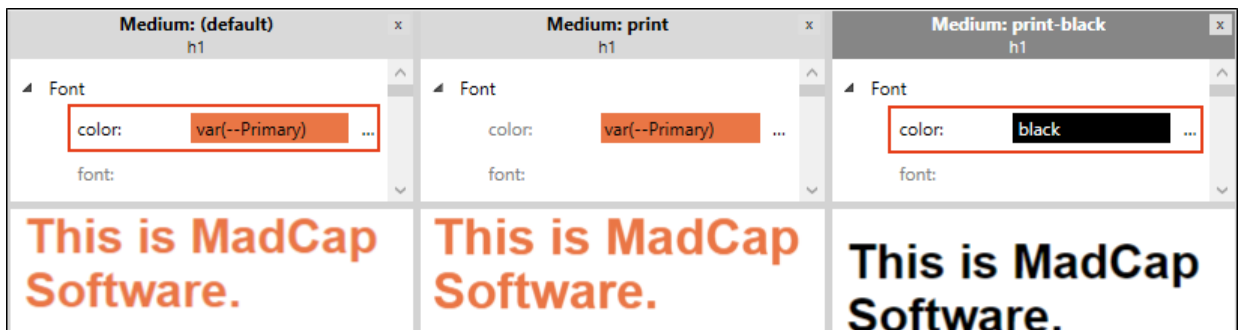 Medium: (default)
x
h1
Font
color:
var(--Primary)
...
font:
This is MadCap
Software.
Medium: print
x
h1
Font
color:
var(--Primary)
...
font:
This is MadCap
Software.
Medium: print-black
x
h1
Font
color:
black
...
font:
This is MadCap
Software.